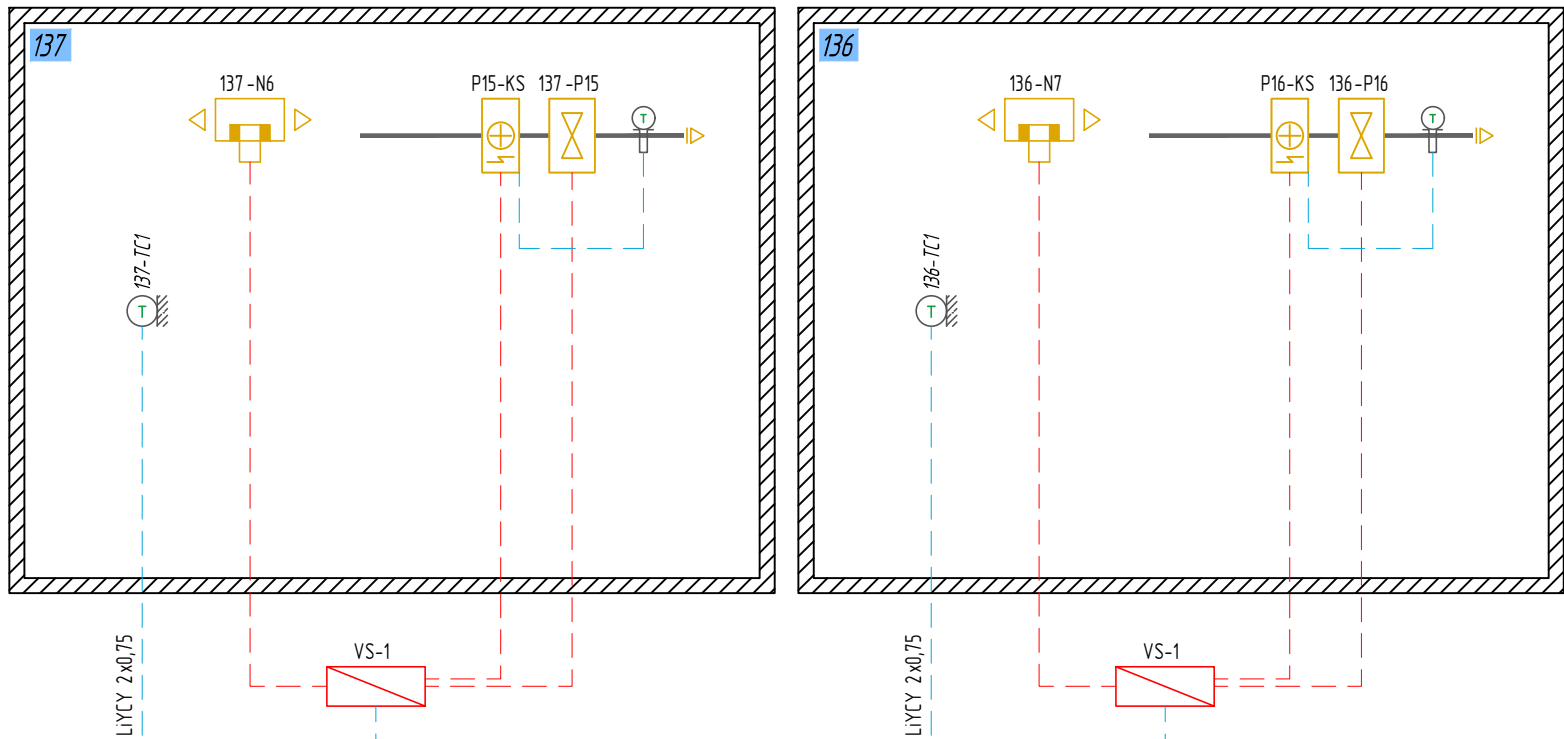 137
137-N6
P15-KS
137-P15
T
137-TC1
T
LiYCY 2x0,75
VS-1
136
136-N7
P16-KS
136-P16
T
136-TC1
T
LiYCY 2x0,75
VS-1